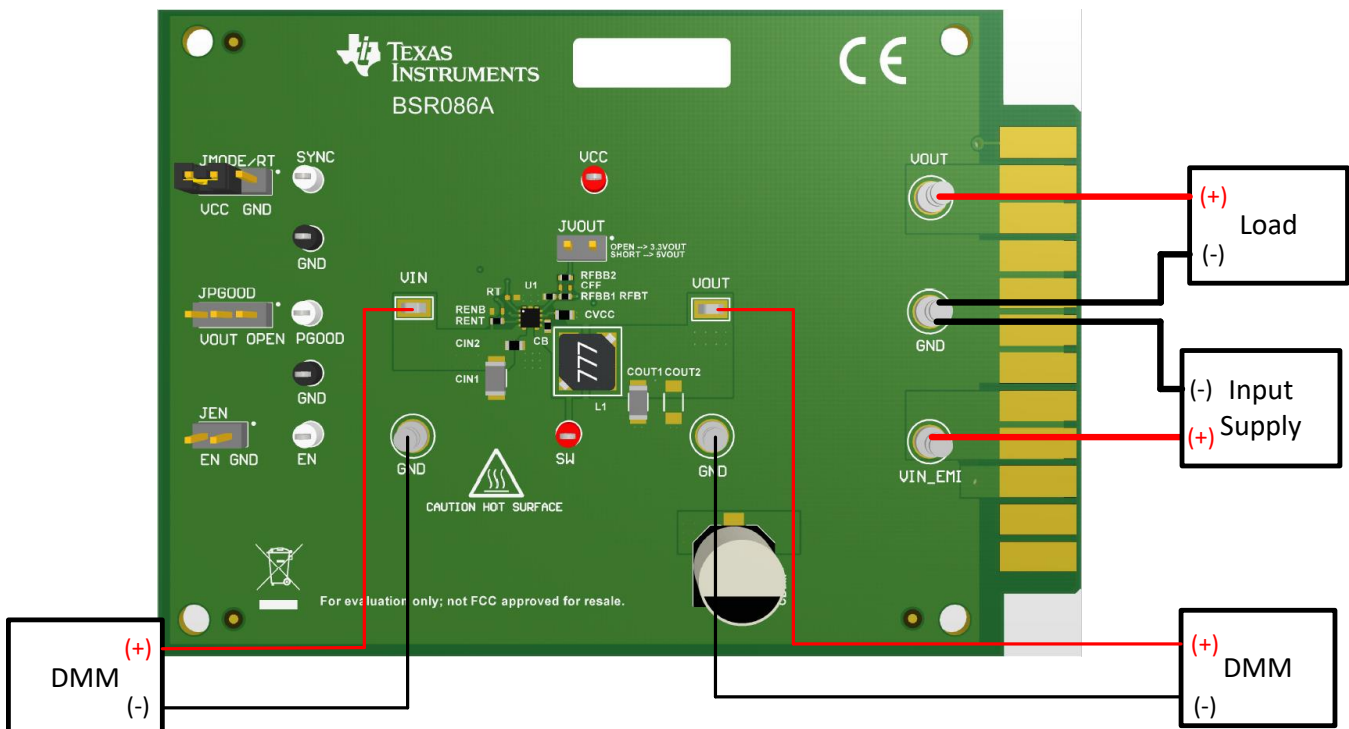 TEXAS
INSTRUMENTS
BSR086A
JMODE/RT SYNC
VCC GND
GND
VCC
JVOUT
OPEN --> 3.3VOUT
SHORT --> 5VOUT
VOUT
(+)
Load
(-)
JPGOOD
VOUT OPEN PGOOD
GND
VIN
RT
U1
RFBB2
CFF
RFBB1 RFBT
RENB
RENT
CVCC
CIN2
CB
CIN1
777
L1
COUT1 COUT2
VOUT
GND
(-)
Input
Supply
(+)
VIN_EMI
JEN
EN GND
EN
GND
SW
GND
CAUTION HOT SURFACE
For evaluation only; not FCC approved for resale.
(+)
DMM
(-)
(+)
DMM
(-)